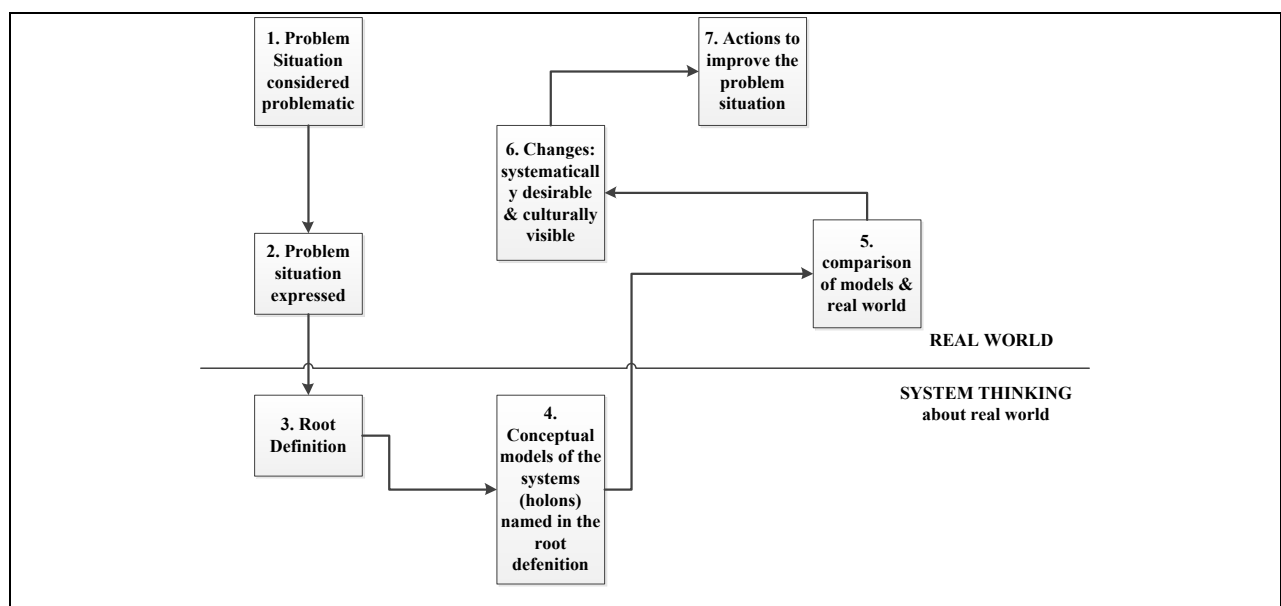 1. Problem
Situation
considered
problematic
2. Problem
situation
expressed
3. Root
Definition
4.
Conceptual
models of the
systems
(holons)
named in the
root
defenition
5.
comparison
of models &
real world
6. Changes:
systematicall
y desirable
& culturally
visible
7. Actions to
improve the
problem
situation
REAL WORLD
SYSTEM THINKING
about real world